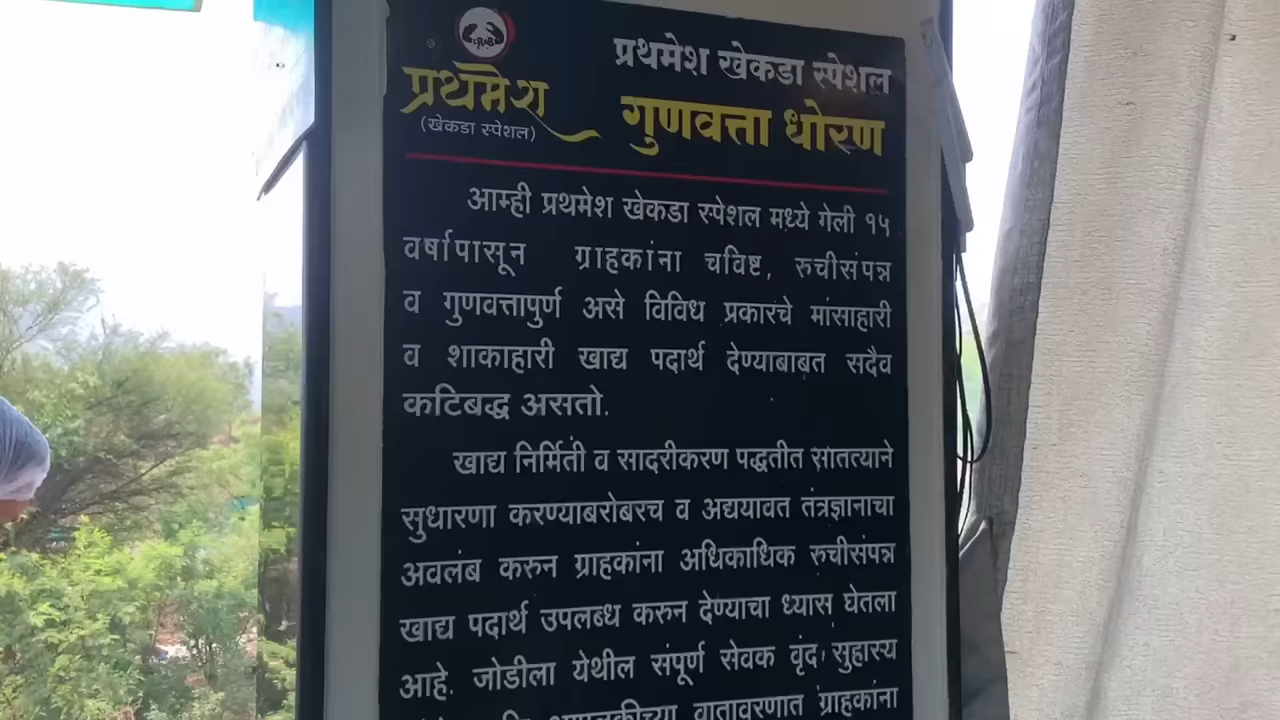 CRAB
प्रथमेश
(खेकडा स्पेशल)
प्रथमेश खेकडा स्पेशल
गुणवत्ता धोरण
आम्ही प्रथमेश खेकडा स्पेशल मध्ये गेली १५
वर्षापासून ग्राहकांना चविष्ट, रुचीसंपन्न
व गुणवत्तापुर्ण असे विविध प्रकारचे मांसाहारी
व शाकाहारी खाद्य पदार्थ देण्याबाबत सदैव
कटिबद्ध असतो.
खाद्य निर्मिती व सादरीकरण पद्धतीत सातत्याने
सुधारणा करण्याबरोबरच व अद्ययावत तंत्रज्ञानाचा
अवलंब करुन ग्राहकांना अधिकाधिक रुचीसंपन्न
खाद्य पदार्थ उपलब्ध करुन देण्याचा ध्यास घेतला
आहे. जोडीला येथील संपूर्ण सेवक वृंद, सुहास्य
वातावरणात ग्राहकांना